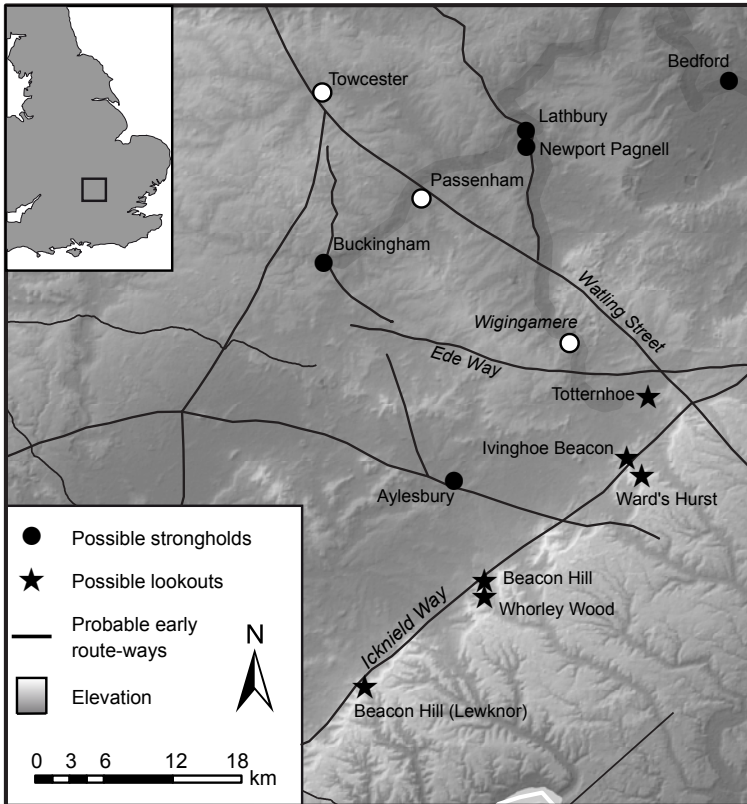 Towcester
Bedford
Lathbury
Newport Pagnell
Passenham
Buckingham
Watling Street
Wigingamere
Ede Way
Totternhoe
Ivinghoe Beacon
Ward's Hurst
Aylesbury
Beacon Hill
Whorley Wood
Icknield Way
Beacon Hill (Lewknor)
Possible strongholds
Possible lookouts
Probable early
route-ways
N
Elevation
0 3 6 12 18
km